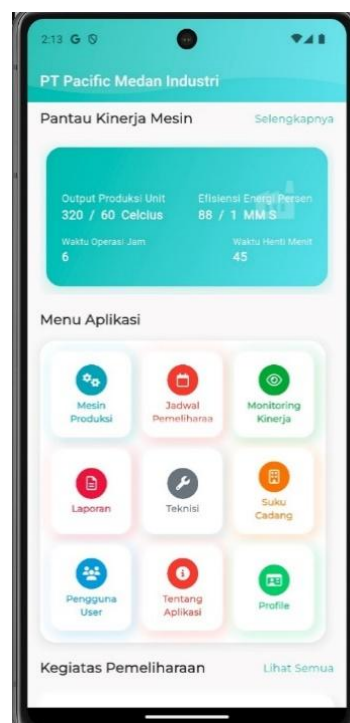 2:13 G
PT Pacific Medan Industri
Pantau Kinerja Mesin Selengkapnya
Output Produksi Unit Efisiensi Energi Persen
320 / 60 Celcius 88 / 1 MM S
Waktu Operasi Jam Waktu Henti Menit
6 45
Menu Aplikasi
Mesin
Produksi
Jadwal
Pemeliharaa
Monitoring
Kinerja
Laporan
Teknisi
Suku
Cadang
Pengguna
User
Tentang
Aplikasi
Profile
Kegiatas Pemeliharaan Lihat Semua